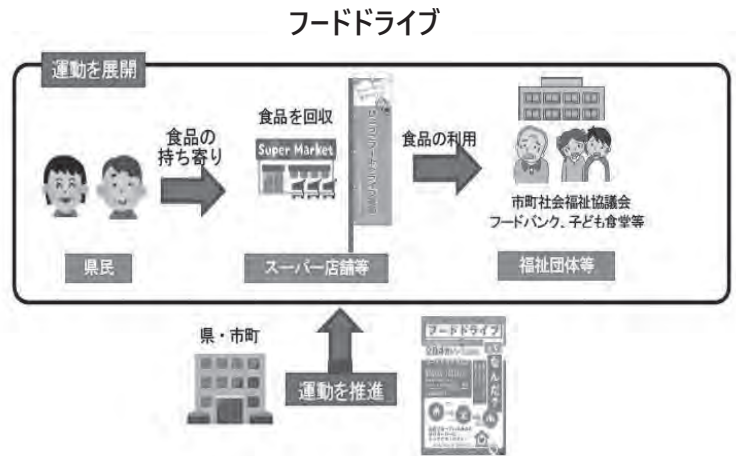 フードドライブ
運動を展開
食品の
持ち寄り
食品を回収
Super Market
食品の利用
市町社会福祉協議会
フードバンク、子ども食堂等
県民
スーパー店舗等
福祉団体等
県・市町
運動を推進
フードドライブ
なんだ?